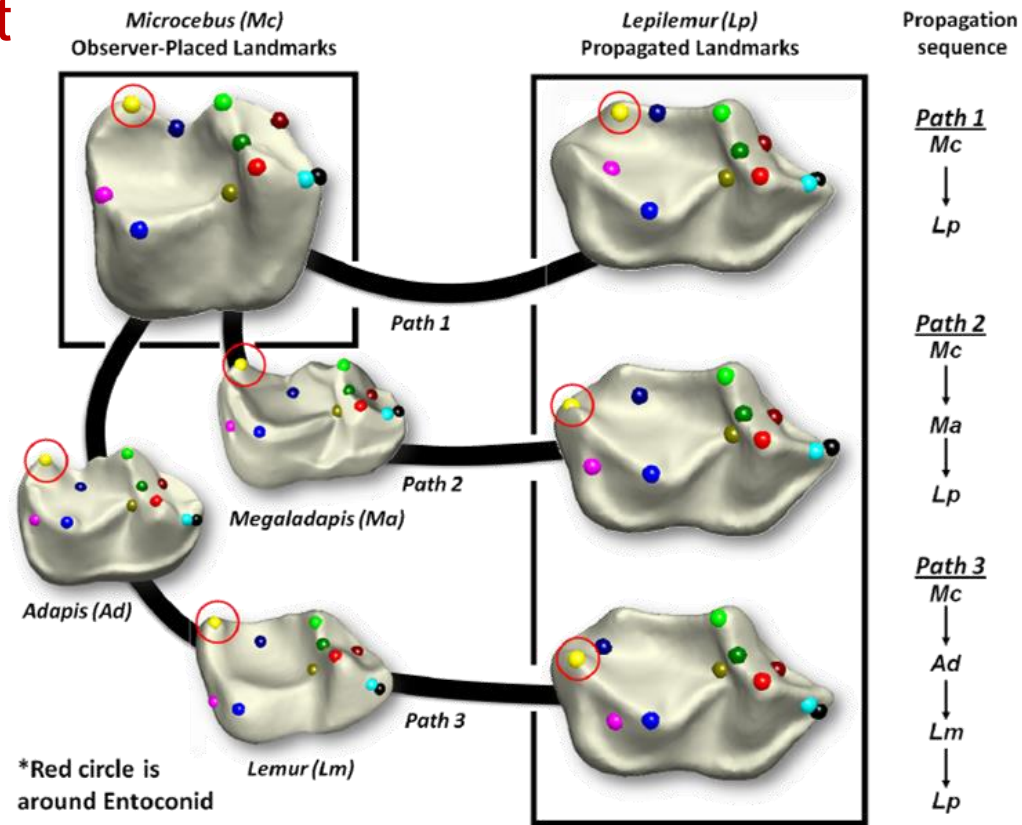 t
Microcebus (Mc)
Observer-Placed Landmarks
Lepilemur (Lp)
Propagated Landmarks
Propagation
sequence
Path 1
Mc
Lp
Path 1
Path 2
Mc
Ma
Lp
Path 2
Megaladapis (Ma)
Adapis (Ad)
Path 3
Mc
Ad
Lm
Lp
Path 3
Lemur (Lm)
*Red circle is
around Entoconid